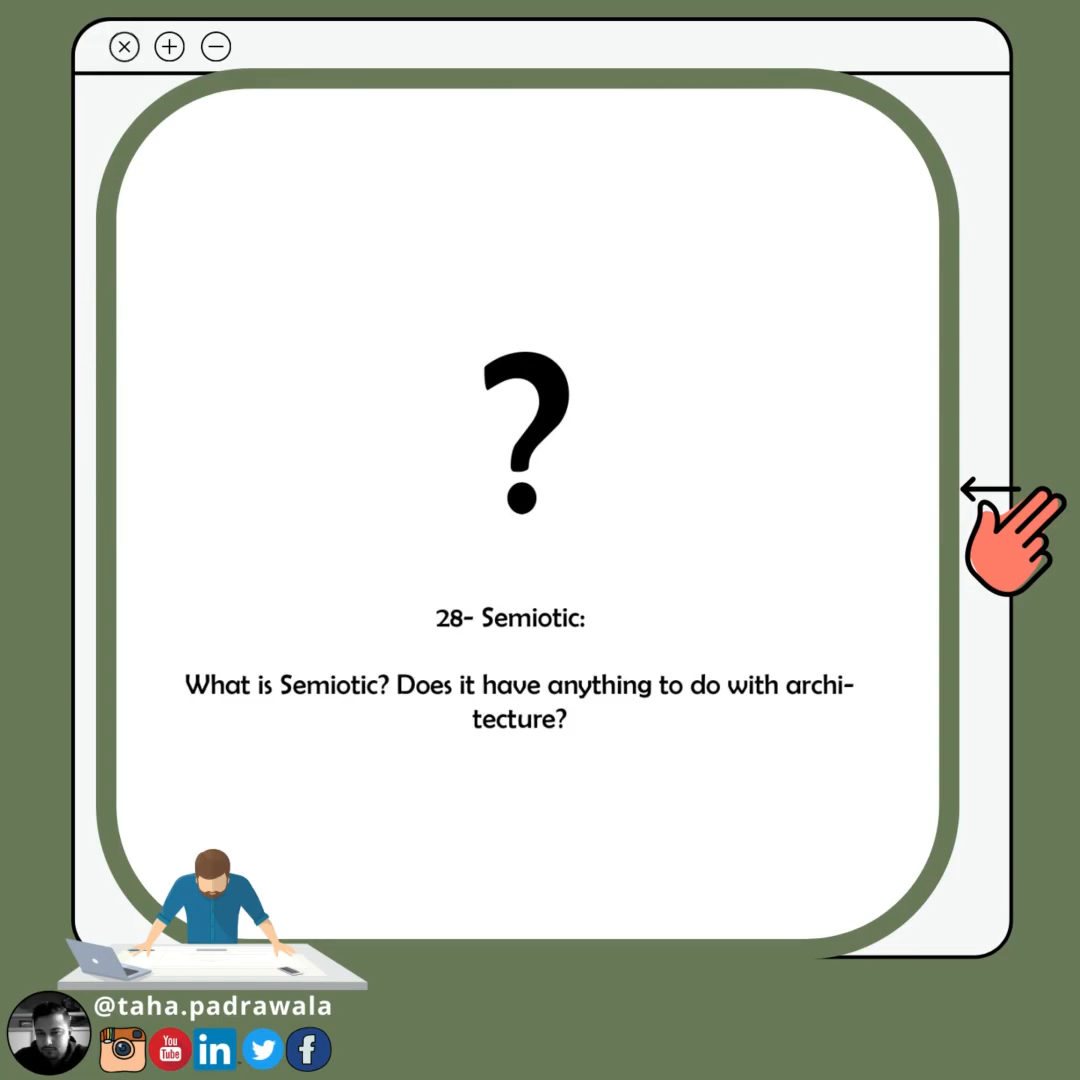 ?
28- Semiotic:
What is Semiotic? Does it have anything to do with archi-
tecture?
@taha.padrawala
You
Tube
in
f